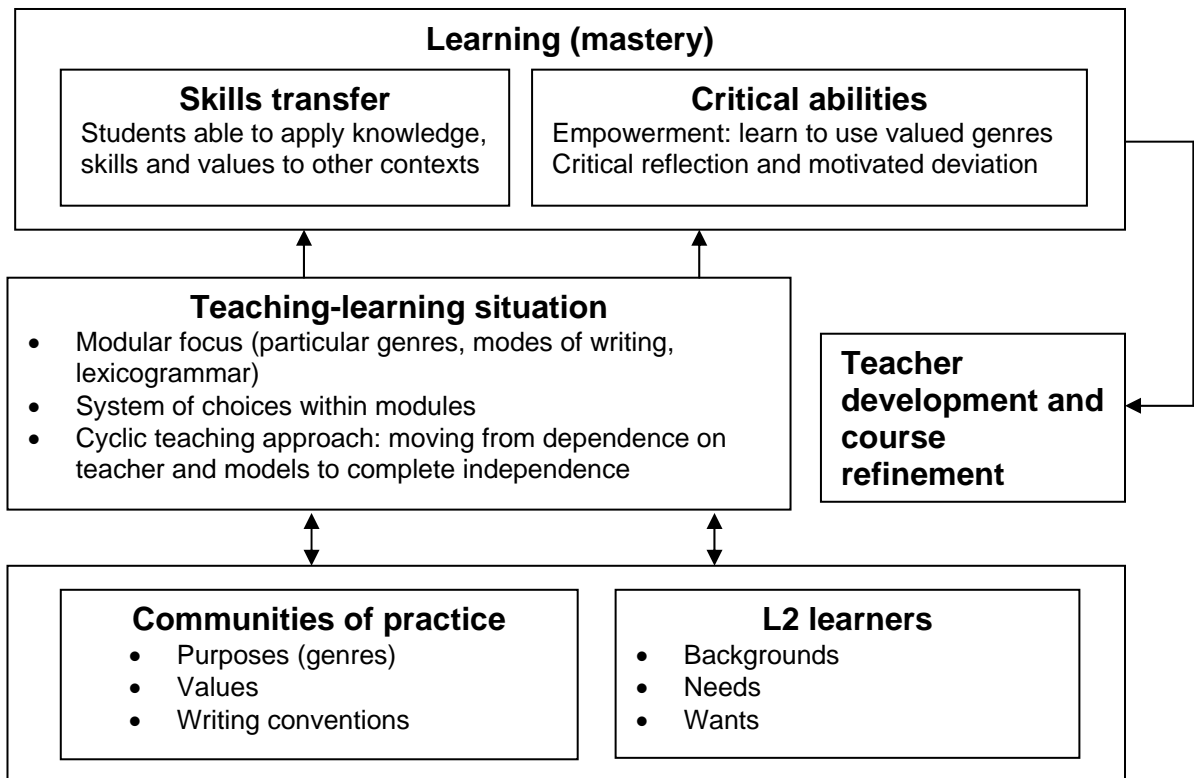 Learning (mastery)
Skills transfer
Students able to apply knowledge,
skills and values to other contexts
Critical abilities
Empowerment: learn to use valued genres
Critical reflection and motivated deviation
Teaching-learning situation
• Modular focus (particular genres, modes of writing,
lexicogrammar)
• System of choices within modules
• Cyclic teaching approach: moving from dependence on
teacher and models to complete independence
Teacher
development and
course
refinement
Communities of practice
• Purposes (genres)
• Values
• Writing conventions
L2 learners
• Backgrounds
• Needs
• Wants